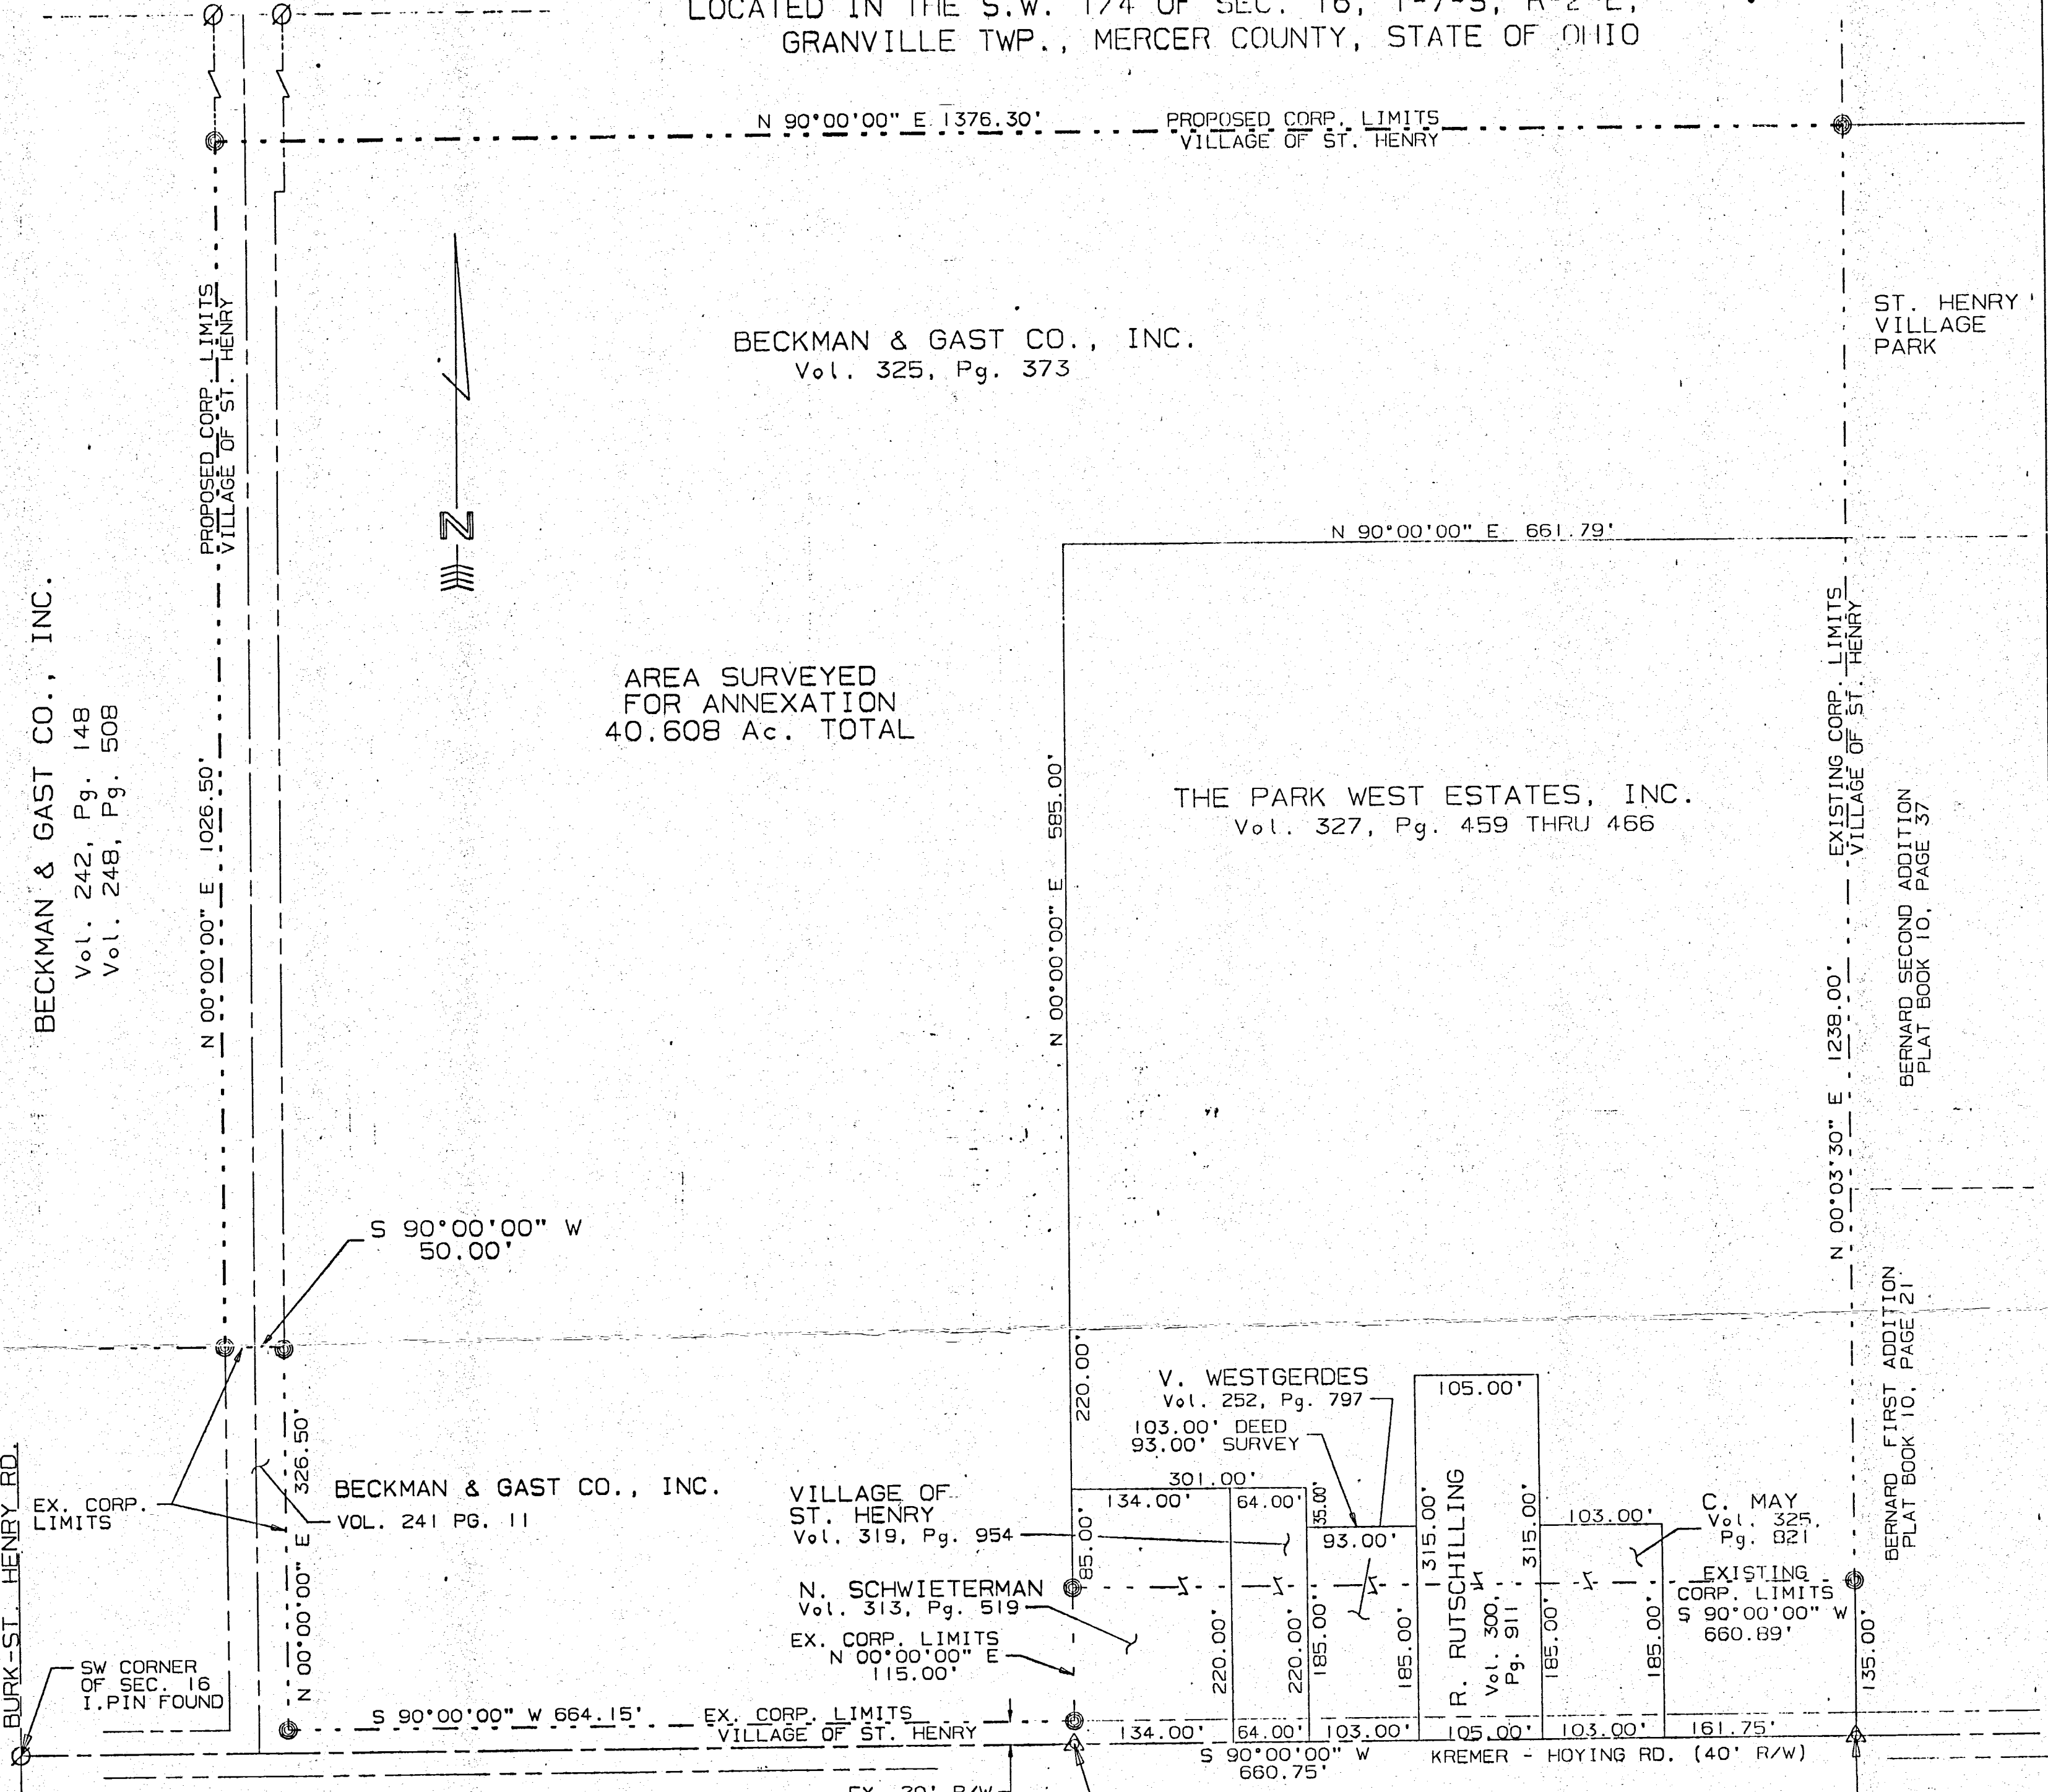 LOCATED IN THE S.W. 1/4 OF SEC. 16, T-7-S, R-2-E,
GRANVILLE TWP., MERCER COUNTY, STATE OF OHIO
N 90°00'00" E 1376.30'
PROPOSED CORP. LIMITS
VILLAGE OF ST. HENRY
PROPOSED CORP. LIMITS
VILLAGE OF ST. HENRY
N
BECKMAN & GAST CO., INC.
Vol. 325, Pg. 373
ST. HENRY
VILLAGE
PARK
N 90°00'00" E 661.79'
BECKMAN & GAST CO., INC.
Vol. 242, Pg. 148
Vol. 248, Pg. 508
N 00°00'00" E 1026.50'
AREA SURVEYED
FOR ANNEXATION
40.608 Ac. TOTAL
N 00°00'00" E 585.00'
THE PARK WEST ESTATES, INC.
Vol. 327, Pg. 459 THRU 466
EXISTING CORP. LIMITS
VILLAGE OF ST. HENRY
N 00°03'30" E 1238.00'
BERNARD SECOND ADDITION
PLAT BOOK 10, PAGE 37
S 90°00'00" W
50.00'
220.00'
BERNARD FIRST ADDITION
PLAT BOOK 10, PAGE 21
V. WESTGERDES
Vol. 252, Pg. 797
103.00' DEED
93.00' SURVEY
105.00'
BURK-ST. HENRY RD.
EX. CORP.
LIMITS
N 00°00'00" E 326.50'
BECKMAN & GAST CO., INC.
VOL. 241 PG. 11
VILLAGE OF
ST. HENRY
Vol. 319, Pg. 954
301.00'
134.00'
64.00'
35.00'
93.00'
85.00'
315.00'
315.00'
103.00'
C. MAY
Vol. 325,
Pg. 821
N. SCHWIETERMAN
Vol. 313, Pg. 519
EX. CORP. LIMITS
N 00°00'00" E
115.00'
220.00'
220.00'
185.00'
185.00'
R. RUTSCHILLING
Vol. 300,
Pg. 911
185.00'
185.00'
EXISTING
CORP. LIMITS
S 90°00'00" W
660.89'
135.00'
SW CORNER
OF SEC. 16
I.PIN FOUND
S 90°00'00" W 664.15'
EX. CORP. LIMITS
VILLAGE OF ST. HENRY
134.00'
64.00'
103.00'
105.00'
103.00'
161.75'
S 90°00'00" W
660.75'
KREMER - HOYING RD. (40' R/W)
EX. 20' R/W